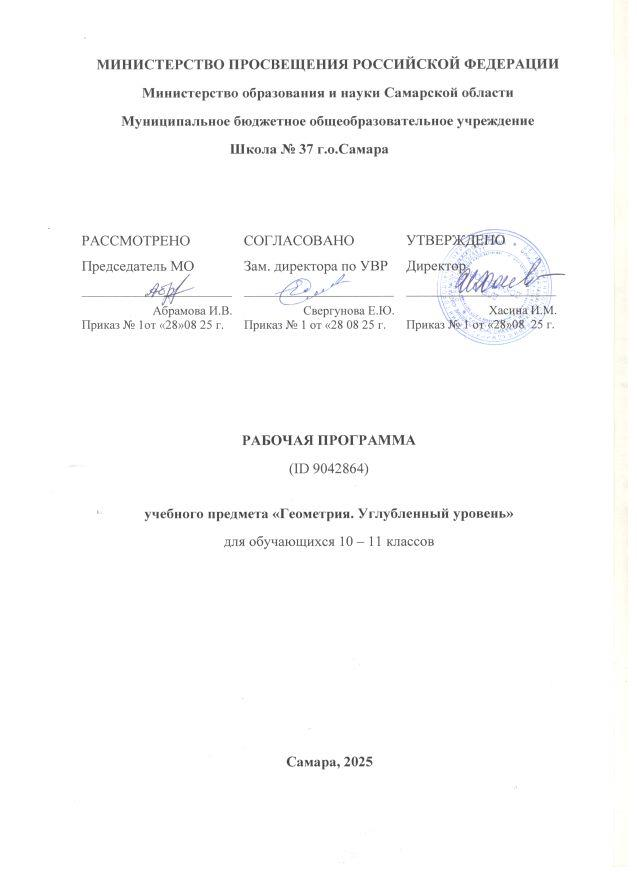 МИНИСТЕРСТВО ПРОСВЕЩЕНИЯ РОССИЙСКОЙ ФЕДЕРАЦИИ
Министерство образования и науки Самарской области
Муниципальное бюджетное общеобразовательное учреждение
Школа № 37 г.о.Самара
РАССМОТРЕНО СОГЛАСОВАНО УТВЕРЖДЕНО
Председатель МО Зам. директора по УВР Директор
Абрамова И.В. Свергунова Е.Ю. Хасина И.М.
Приказ № 1от «28»08 25 г. Приказ № 1 от «28 08 25 г. Приказ № 1 от «28»08 25 г.
РАБОЧАЯ ПРОГРАММА
(ID 9042864)
учебного предмета «Геометрия. Углубленный уровень»
для обучающихся 10 – 11 классов
Самара, 2025